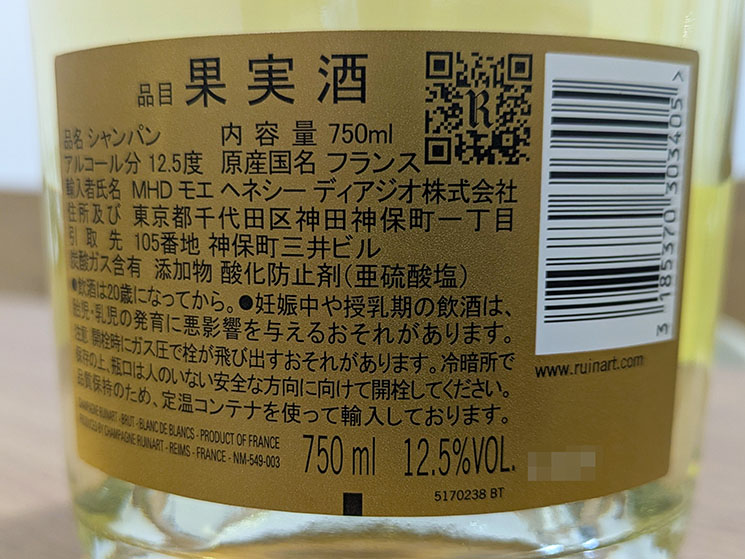 品目 果実酒
品名 シャンパン 内容量 750ml
アルコール分 12.5度 原産国名 フランス
輸入者氏名 MHD モエ ヘネシー ディアジオ株式会社
住所及び 東京都千代田区神田神保町一丁目
引取先 105番地 神保町三井ビル
炭酸ガス含有 添加物 酸化防止剤(亜硫酸塩)
●飲酒は20歳になってから。●妊娠中や授乳期の飲酒は、
胎児・乳児の発育に悪影響を与えるおそれがあります。
注意 開栓時にガス圧で栓が飛び出すおそれがあります。冷暗所で
保存の上、瓶口は人のいない安全な方向に向けて開栓してください。
品質保持のため、定温コンテナを使って輸入しております。
CHAMPAGNE RUINART - BRUT - BLANC DE BLANCS - PRODUCT OF FRANCE
PRODUCED BY CHAMPAGNE RUINART - REIMS - FRANCE - NM-549-003
750 ml 12.5%VOL.
5170238 BT
R
3 185370 303405 >
www.ruinart.com